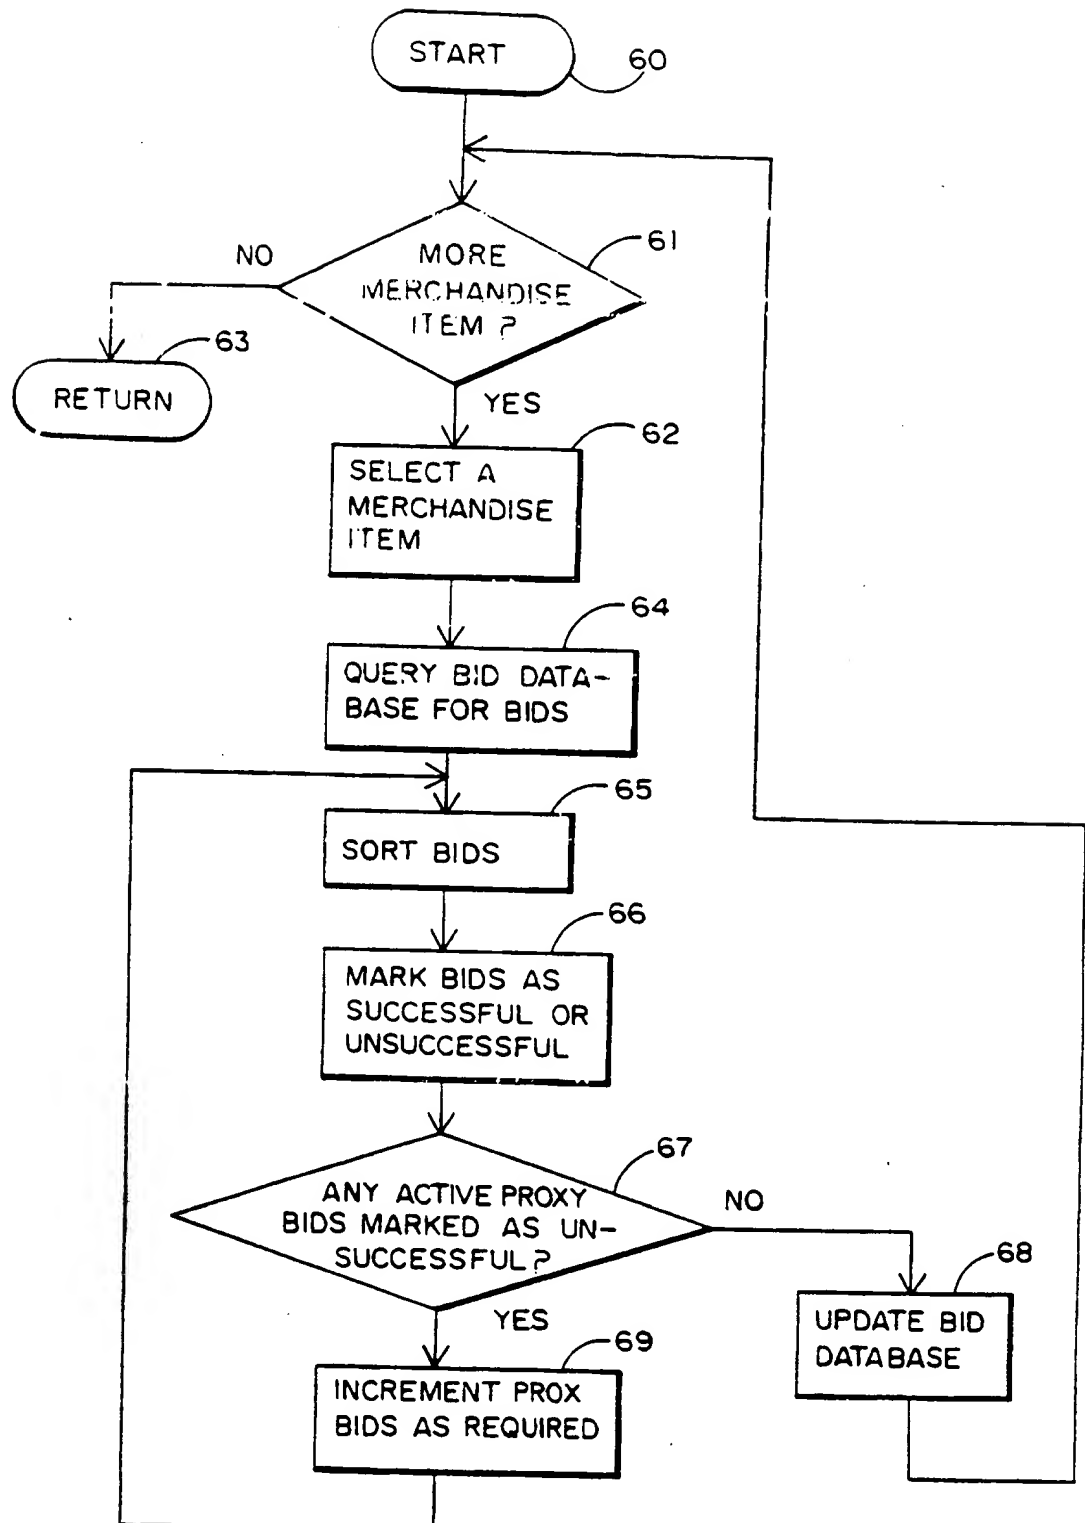 START
60
MORE
MERCHANDISE
ITEM ?
61
NO
63
RETURN
YES
62
SELECT A
MERCHANDISE
ITEM
64
QUERY BID DATA-
BASE FOR BIDS
65
SORT BIDS
66
MARK BIDS AS
SUCCESSFUL OR
UNSUCCESSFUL
67
ANY ACTIVE PROXY
BIDS MARKED AS UN-
SUCCESSFUL?
NO
68
UPDATE BID
DATABASE
YES
69
INCREMENT PROX
BIDS AS REQUIRED